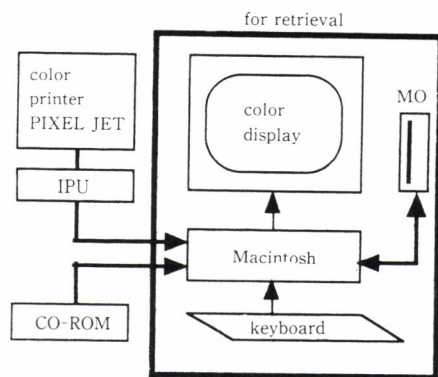 for retrieval
color
printer
PIXEL JET
color
display
MO
IPU
Macintosh
CO-ROM
keyboard